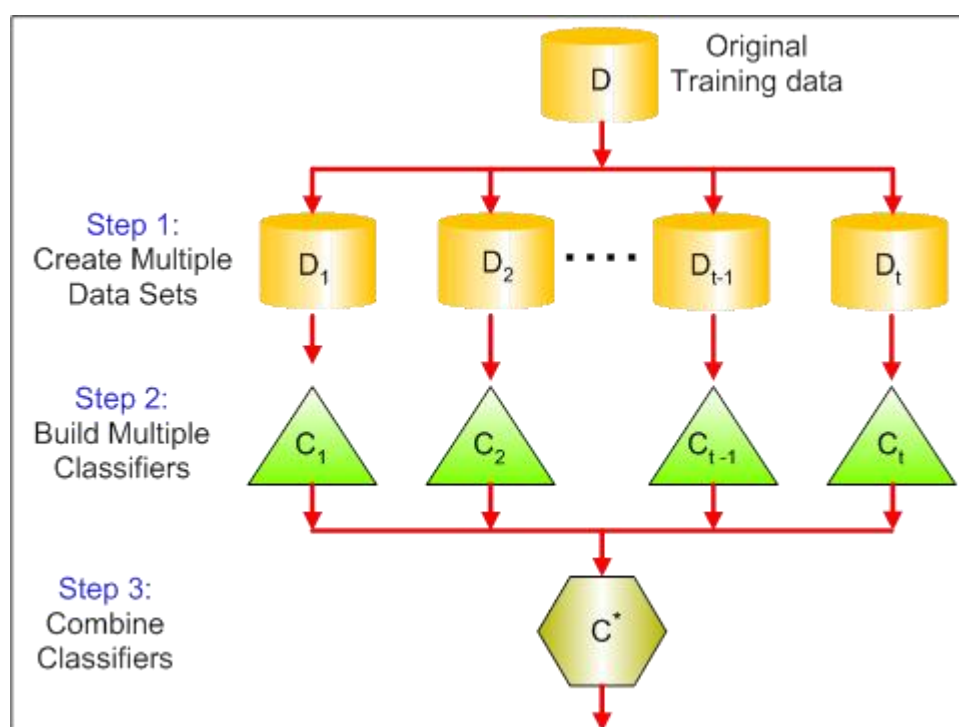 Original
Training data
D
Step 1:
Create Multiple
Data Sets
D₁
D₂
....
Dₜ₋₁
Dₜ
Step 2:
Build Multiple
Classifiers
C₁
C₂
Cₜ₋₁
Cₜ
Step 3:
Combine
Classifiers
C*